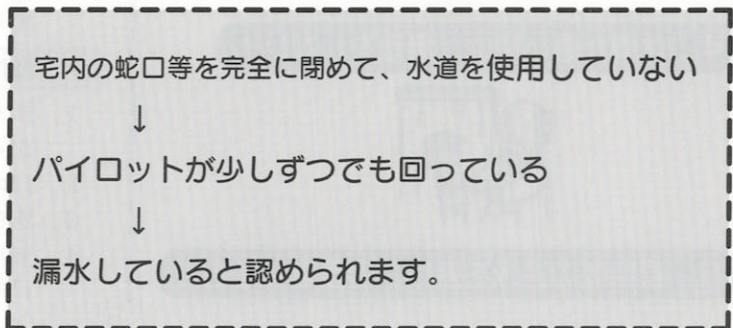 宅内の蛇口等を完全に閉めて、水道を使用していない
↓
パイロットが少しずつでも回っている
↓
漏水していると認められます。